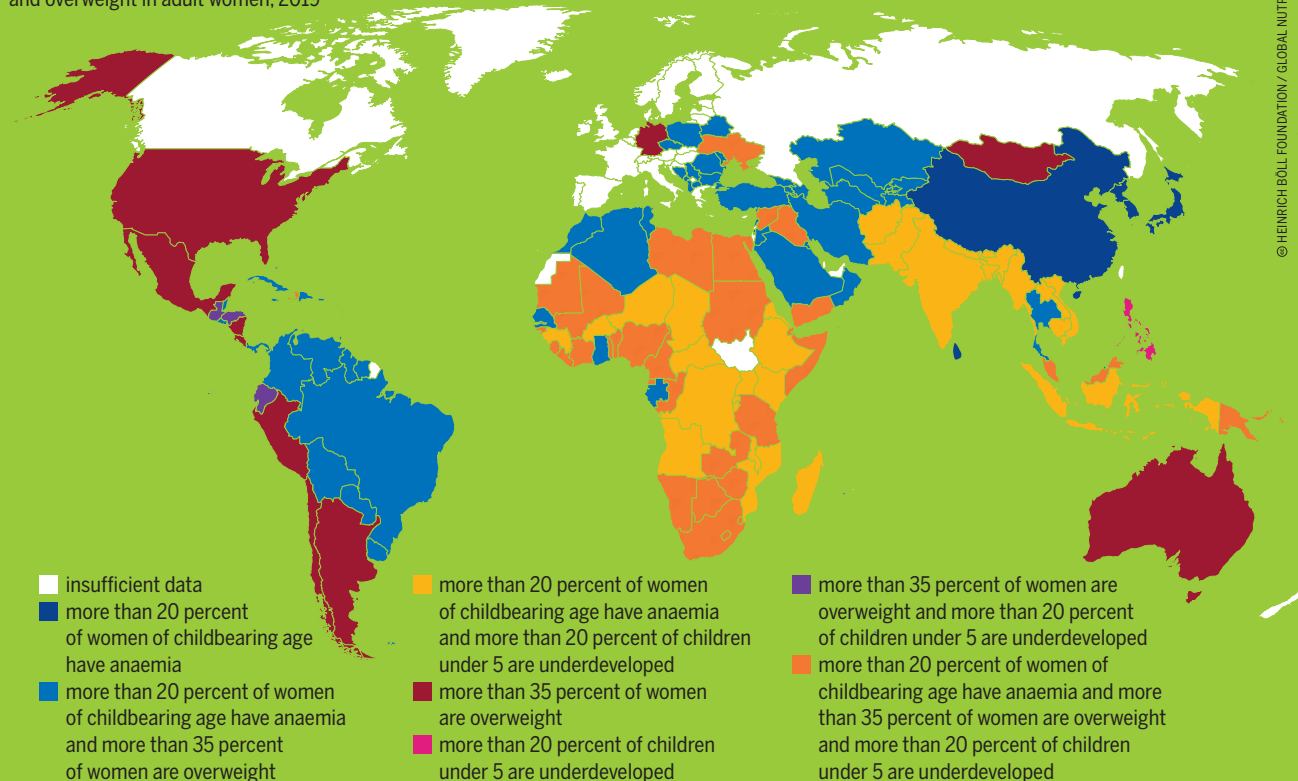 and overweight in adult women, 2019
© HEINRICH BÖLL FOUNDATION / GLOBAL
insufficient data
more than 20 percent
of women of childbearing age
have anaemia
more than 20 percent of women
of childbearing age have anaemia
and more than 35 percent
of women are overweight
more than 20 percent of women
of childbearing age have anaemia
and more than 20 percent of children
under 5 are underdeveloped
more than 35 percent of women
are overweight
more than 20 percent of children
under 5 are underdeveloped
more than 35 percent of women are
overweight and more than 20 percent
of children under 5 are underdeveloped
more than 20 percent of women of
childbearing age have anaemia and more
than 35 percent of women are overweight
and more than 20 percent of children
under 5 are underdeveloped